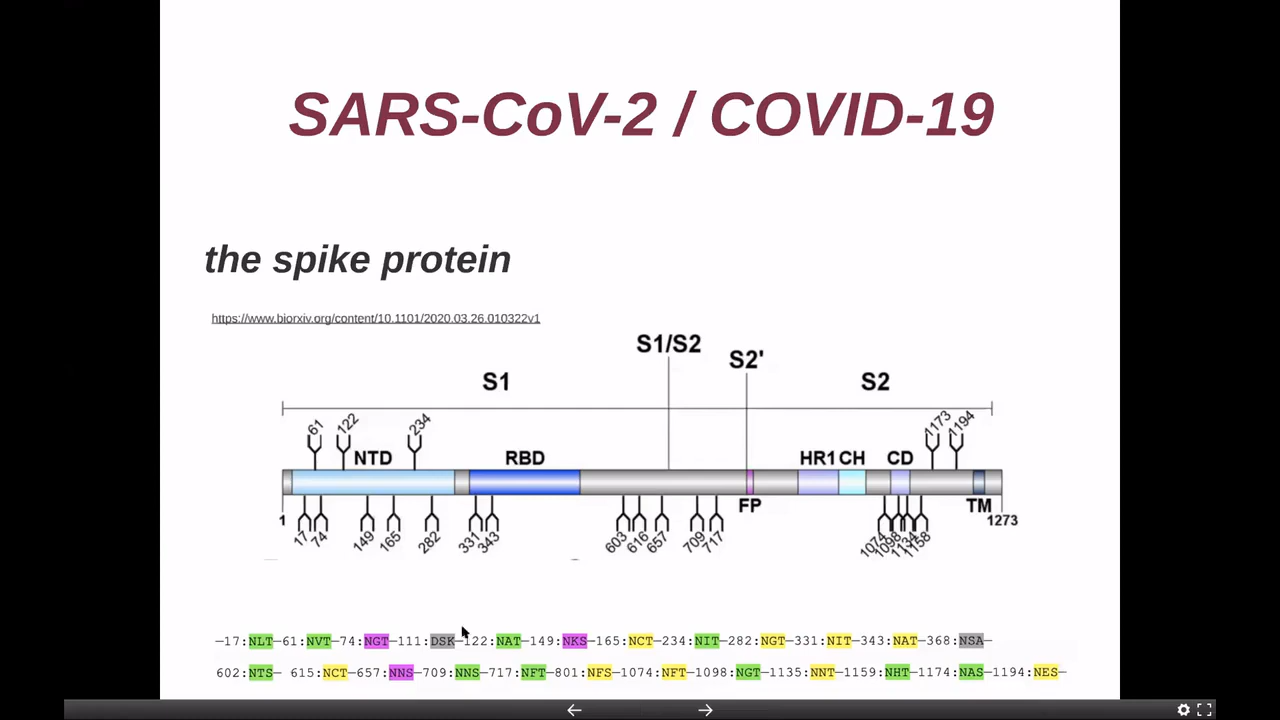 SARS-CoV-2 / COVID-19
the spike protein
https://www.biorxiv.org/content/10.1101/2020.03.26.010322v1
S1/S2
S2'
S1 S2
61 122 234 1173 1194
NTD RBD HR1 CH CD
FP TM
1 1273
17 74 149 165 282 331 343 603 616 657 709 717 1074 1098 1134 1158
—17:NLT—61:NVT—74:NGT—111:DSK—122:NAT—149:NKS—165:NCT—234:NIT—282:NGT—331:NIT—343:NAT—368:NSA—
602:NTS— 615:NCT—657:NNS—709:NNS—717:NFT—801:NFS—1074:NFT—1098:NGT—1135:NNT—1159:NHT—1174:NAS—1194:NES—